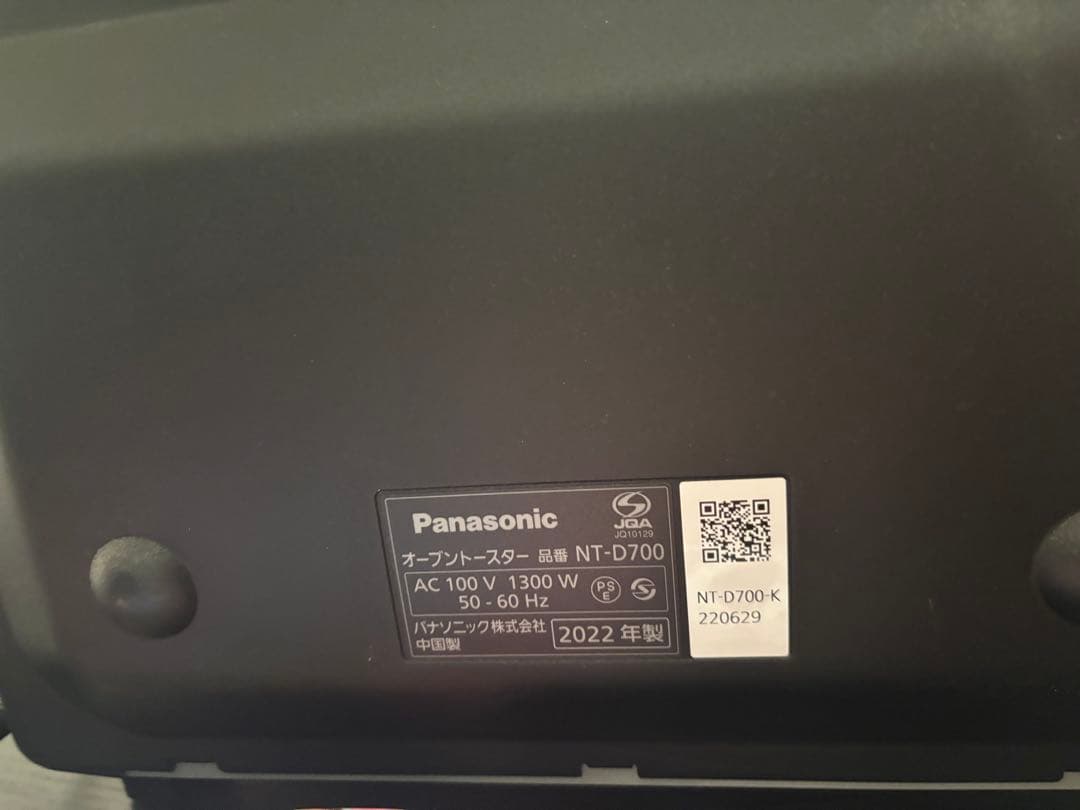 Panasonic
JQA
JQ10129
オーブントースター 品番 NT-D700
AC 100 V 1300 W
50 - 60 Hz
PS
E
パナソニック株式会社
中国製
2022 年製
NT-D700-K
220629